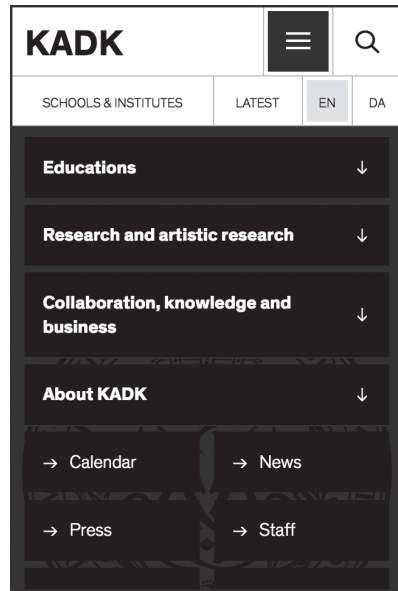 KADK
SCHOOLS & INSTITUTES LATEST EN DA
Educations
Research and artistic research
Collaboration, knowledge and
business
About KADK
Calendar News
Press Staff